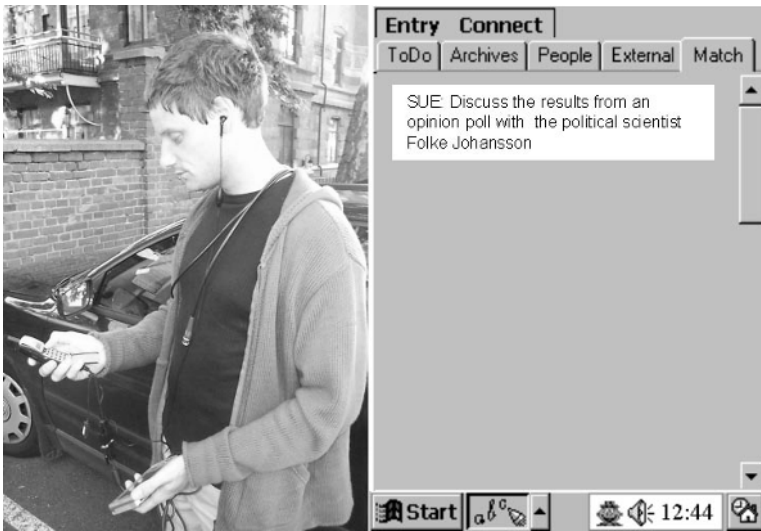 Entry Connect
ToDo Archives People External Match
SUE: Discuss the results from an
opinion poll with the political scientist
Folke Johansson
Start abc 12:44